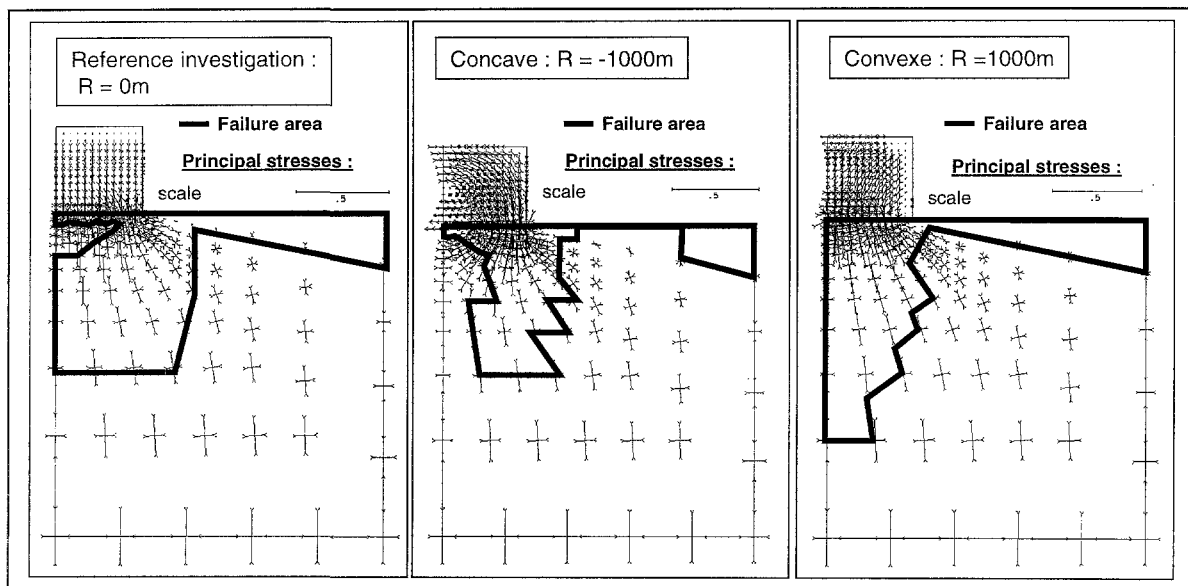 Reference investigation :
R = 0m
Failure area
Principal stresses :
scale
.5
Concave : R = -1000m
Failure area
Principal stresses :
scale
.5
Convexe : R =1000m
Failure area
Principal stresses :
scale
.5